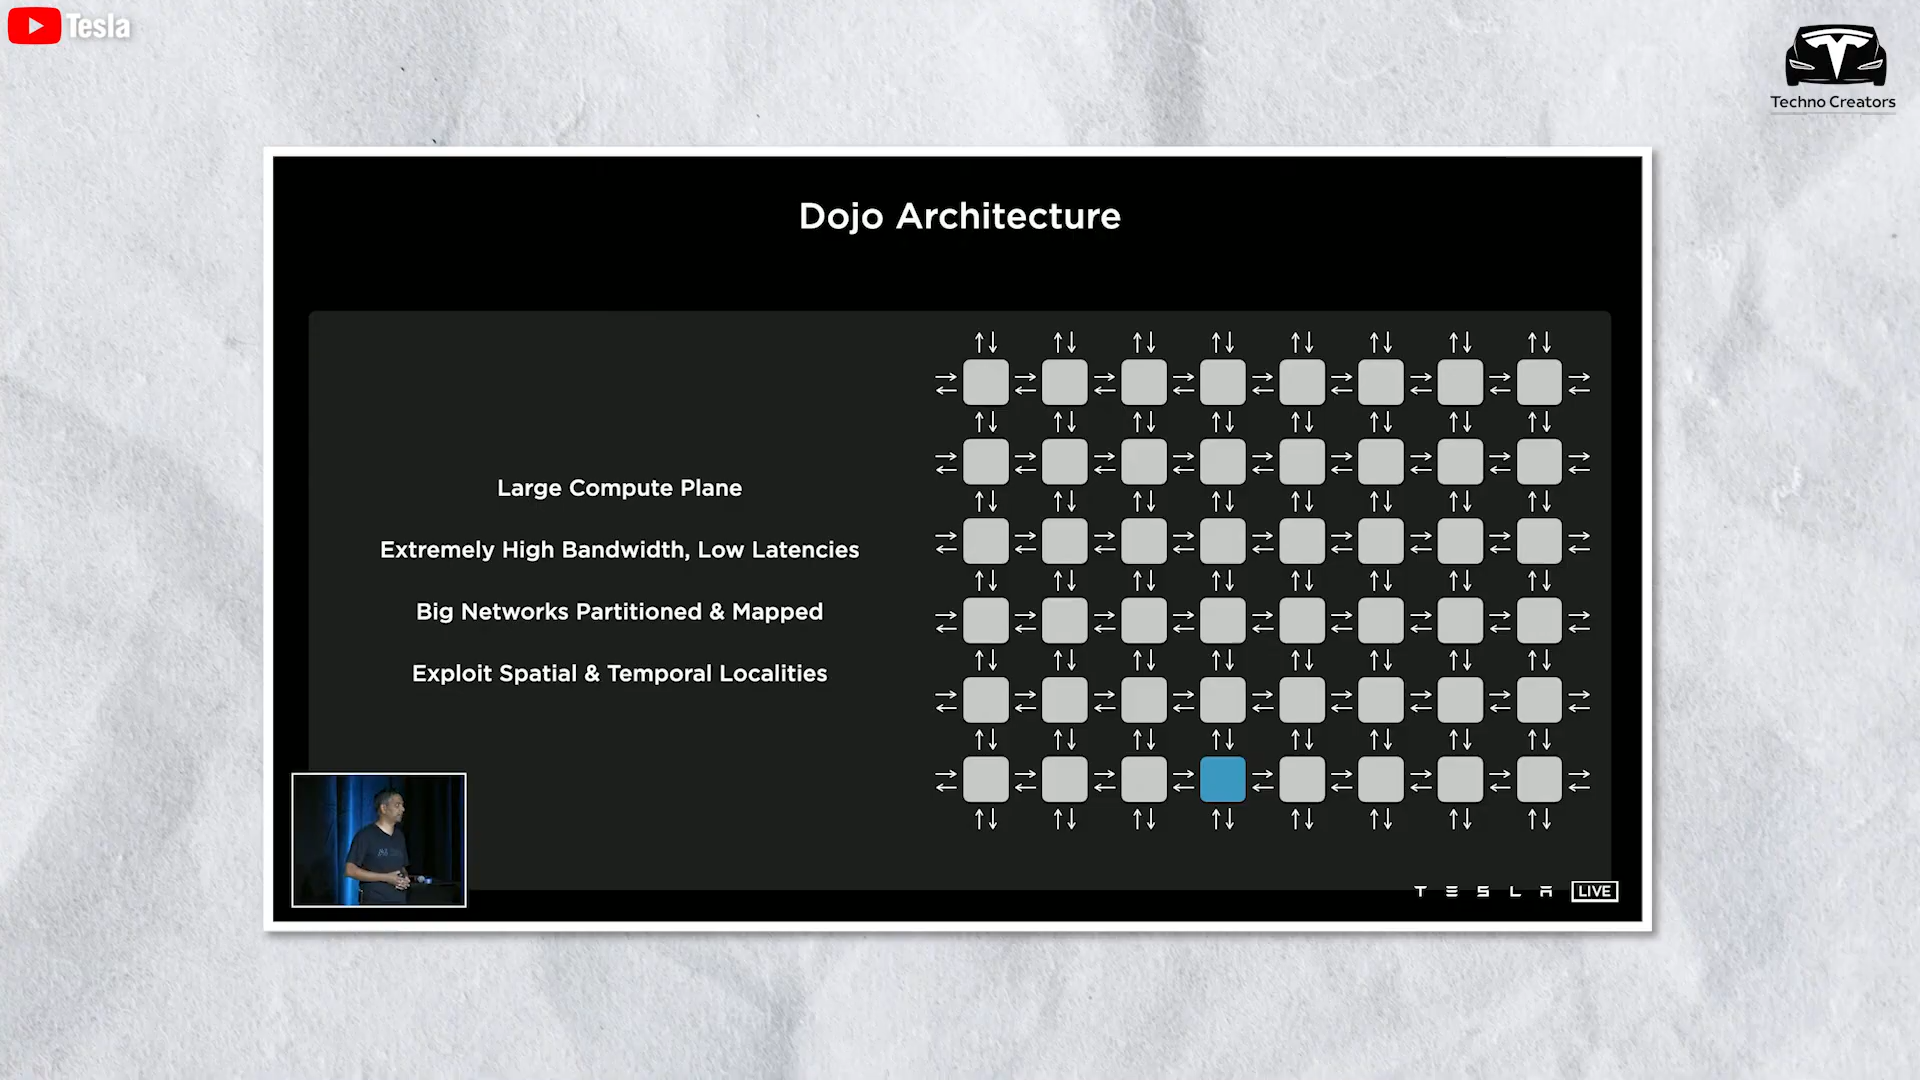 Tesla
Techno Creators
Dojo Architecture
Large Compute Plane
Extremely High Bandwidth, Low Latencies
Big Networks Partitioned & Mapped
Exploit Spatial & Temporal Localities
TESLA LIVE